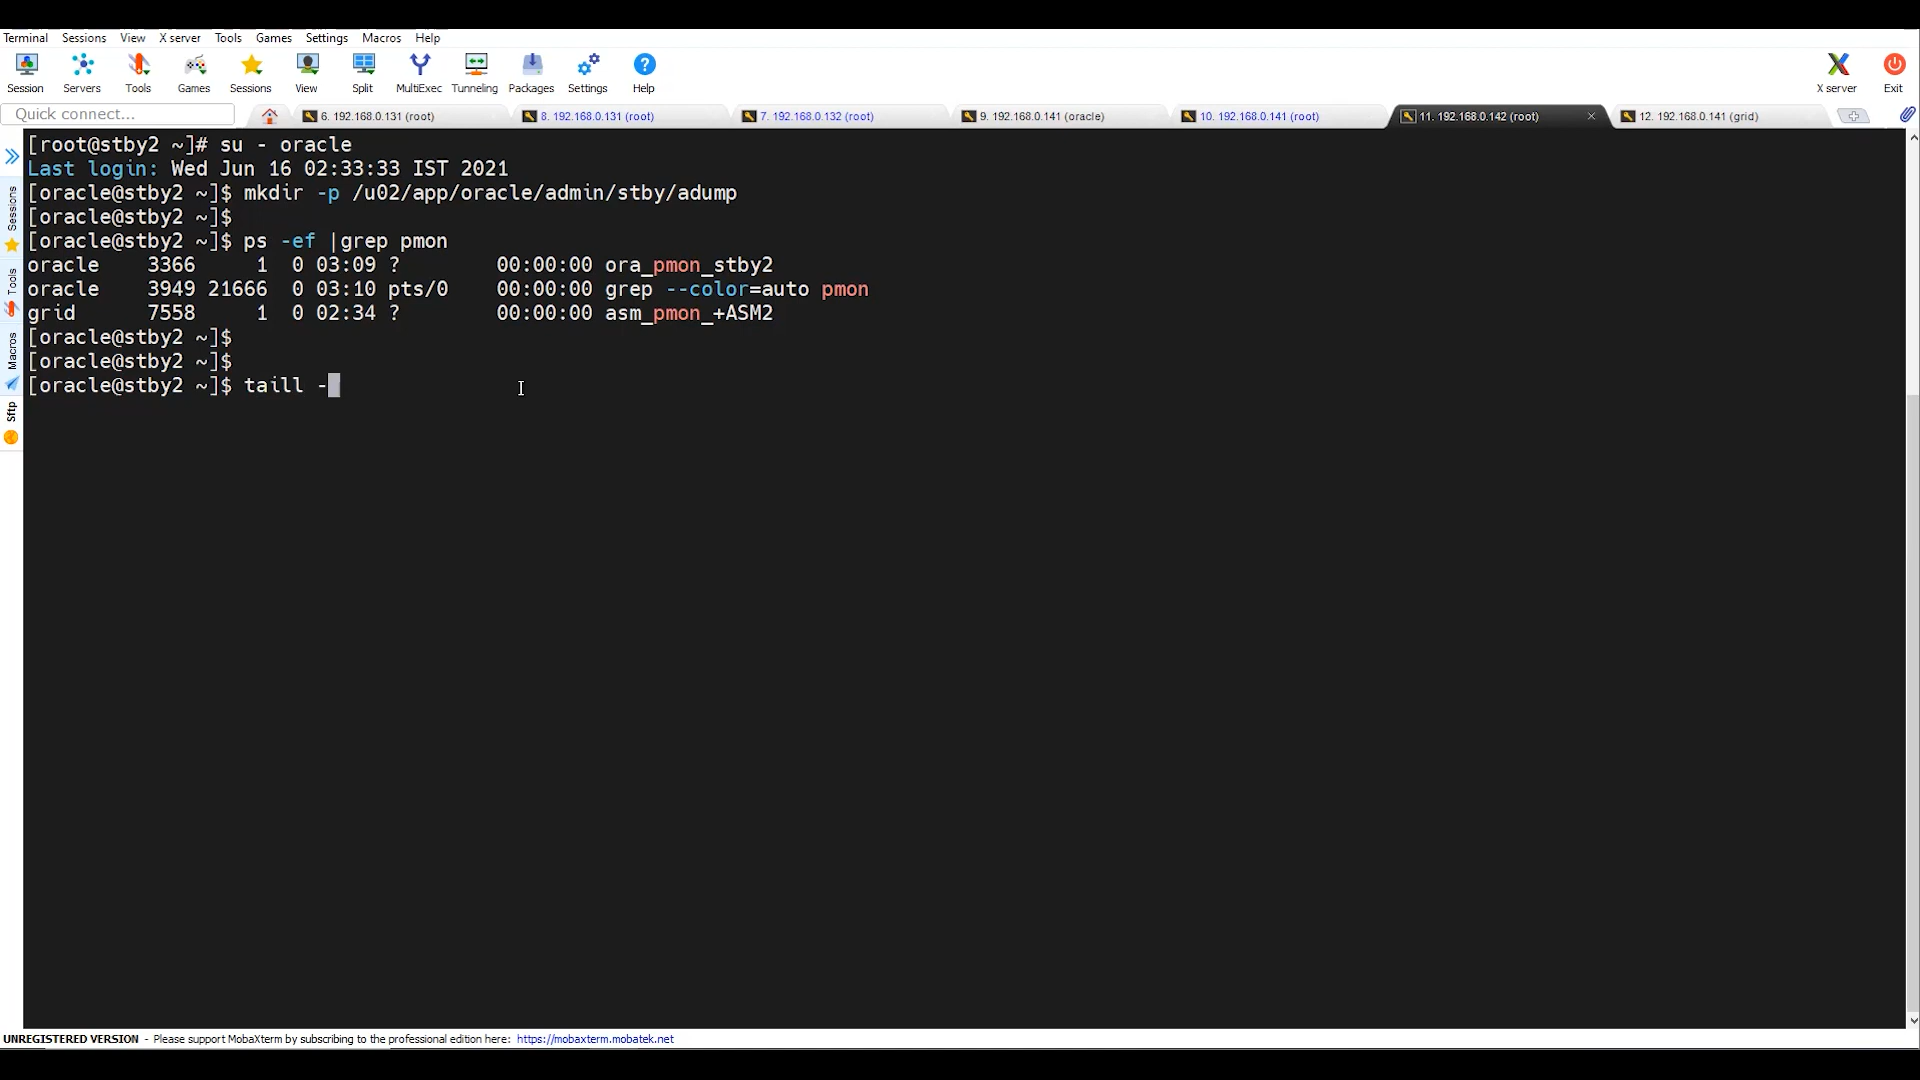 Terminal Sessions View X server Tools Games Settings Macros Help
Session Servers Tools Games Sessions View Split MultiExec Tunneling Packages Settings Help X server Exit
Quick connect... 6. 192.168.0.131 (root) 8. 192.168.0.131 (root) 7. 192.168.0.132 (root) 9. 192.168.0.141 (oracle) 10. 192.168.0.141 (root) 11. 192.168.0.142 (root) 12. 192.168.0.141 (grid)
[root@stby2 ~]# su - oracle
Last login: Wed Jun 16 02:33:33 IST 2021
[oracle@stby2 ~]$ mkdir -p /u02/app/oracle/admin/stby/adump
[oracle@stby2 ~]$
[oracle@stby2 ~]$ ps -ef |grep pmon
oracle    3366     1  0 03:09 ?        00:00:00 ora_pmon_stby2
oracle    3949 21666  0 03:10 pts/0    00:00:00 grep --color=auto pmon
grid      7558     1  0 02:34 ?        00:00:00 asm_pmon_+ASM2
[oracle@stby2 ~]$
[oracle@stby2 ~]$
[oracle@stby2 ~]$ taill -
Sessions
Tools
Macros
Sftp
UNREGISTERED VERSION - Please support MobaXterm by subscribing to the professional edition here: https://mobaxterm.mobatek.net